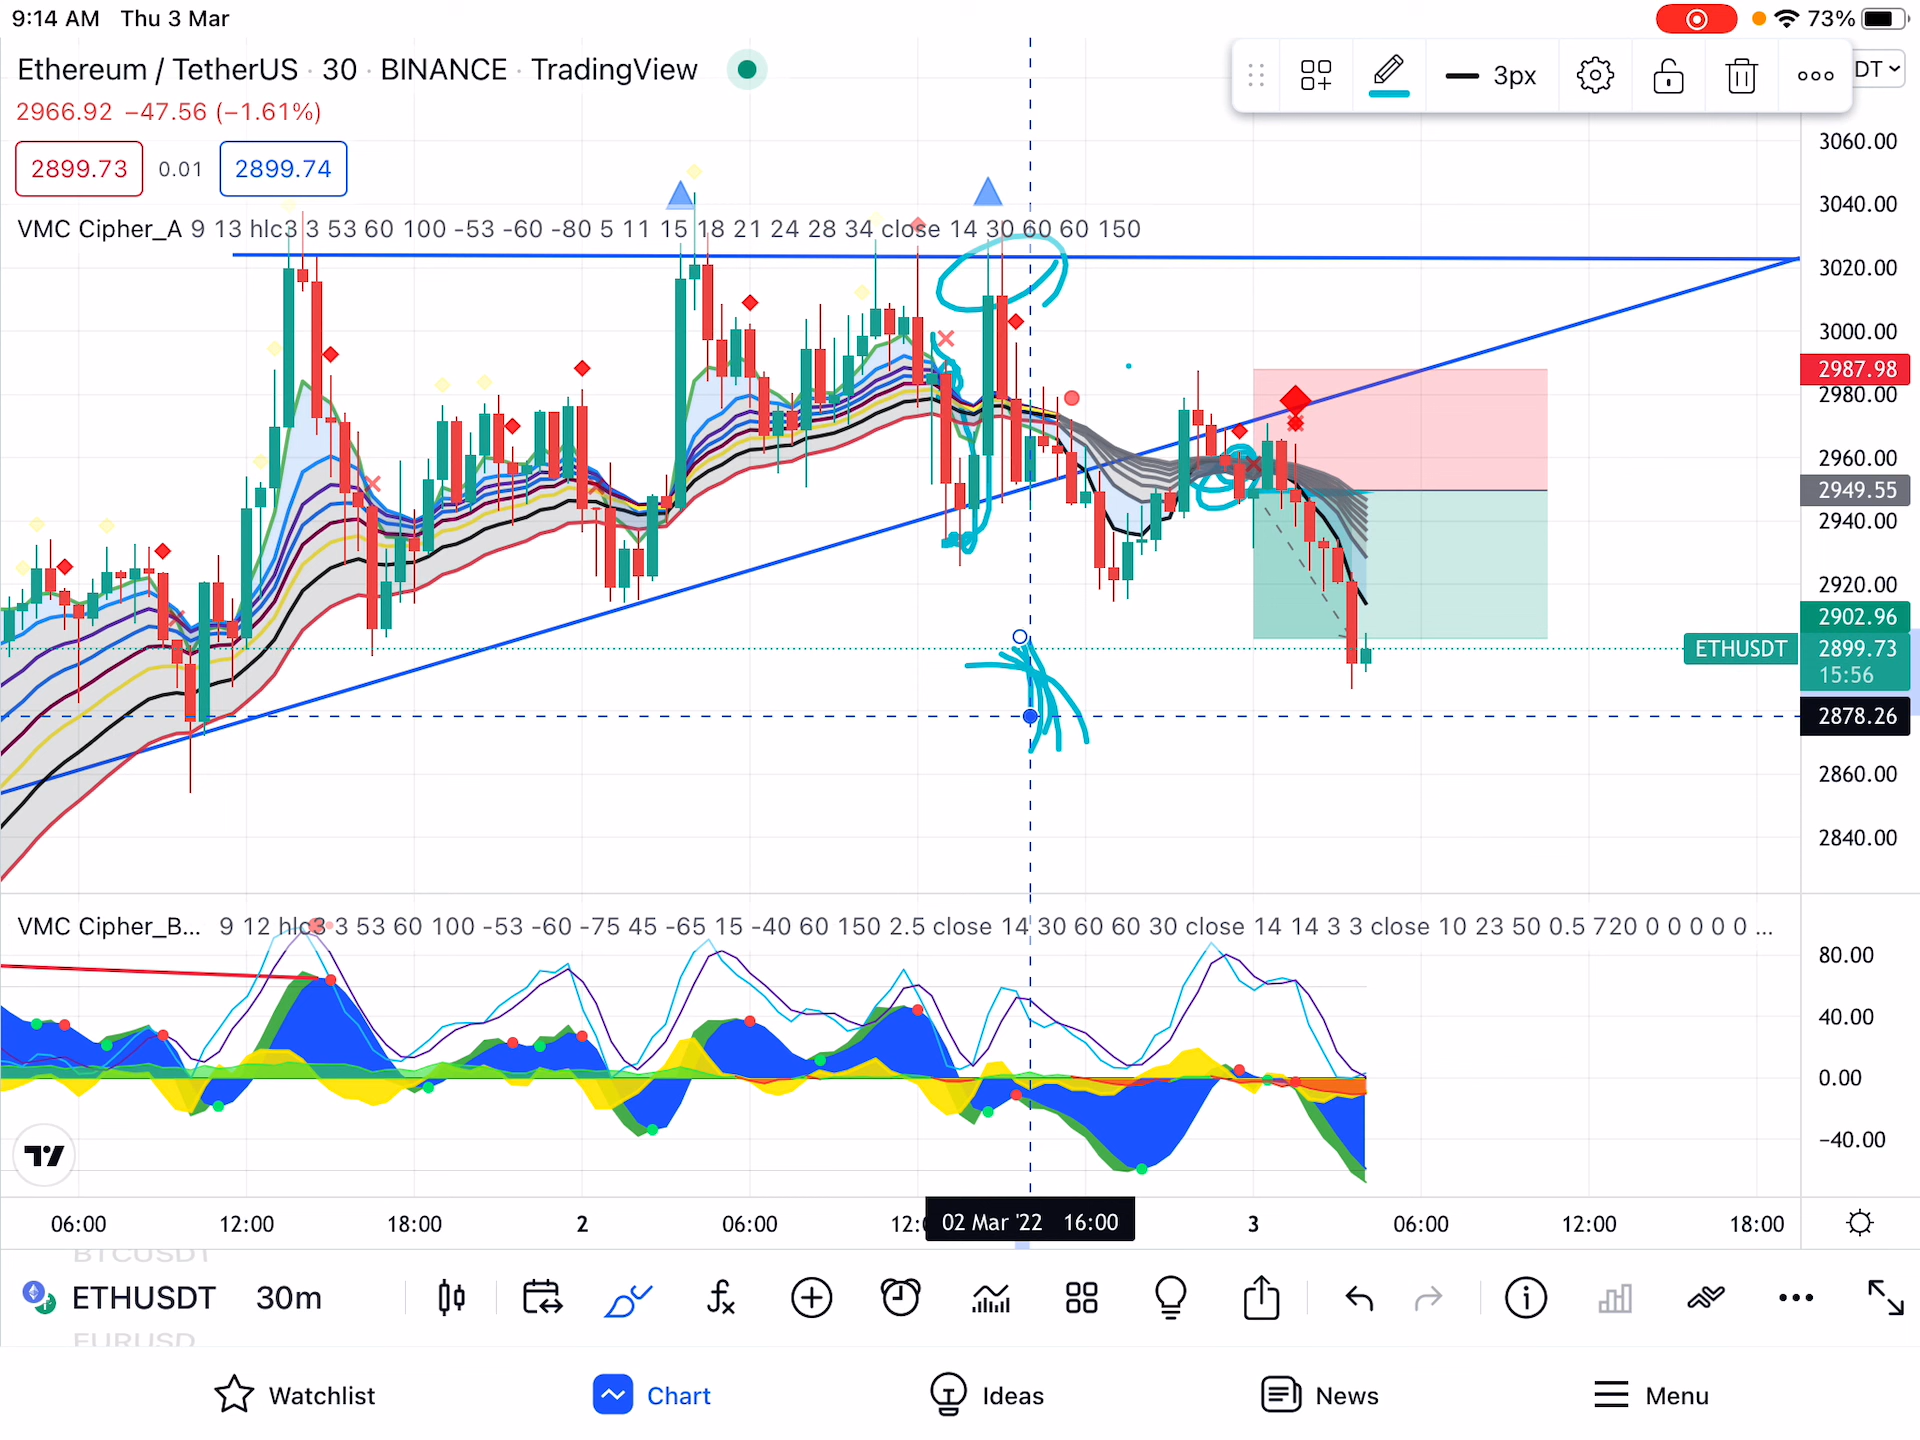 9:14 AM Thu 3 Mar
73%
Ethereum / TetherUS · 30 · BINANCE · TradingView
DT
2966.92 −47.56 (−1.61%)
2899.73 0.01 2899.74
3px
VMC Cipher_A 9 13 hlc3 3 53 60 100 -53 -60 -80 5 11 15 18 21 24 28 34 close 14 30 60 60 150
3060.00
3040.00
3020.00
3000.00
2987.98
2980.00
2960.00
2949.55
2940.00
2920.00
2902.96
ETHUSDT 2899.73
15:56
2878.26
2860.00
2840.00
VMC Cipher_B... 9 12 hlc3 3 53 60 100 -53 -60 -75 45 -65 15 -40 60 150 2.5 close 14 30 60 60 30 close 14 14 3 3 close 10 23 50 0.5 720 0 0 0 0 0 ...
80.00
40.00
0.00
−40.00
06:00 12:00 18:00 2 06:00 12:0 02 Mar '22 16:00 3 06:00 12:00 18:00
BTCUSDT
ETHUSDT 30m
EURUSD
Watchlist Chart Ideas News Menu